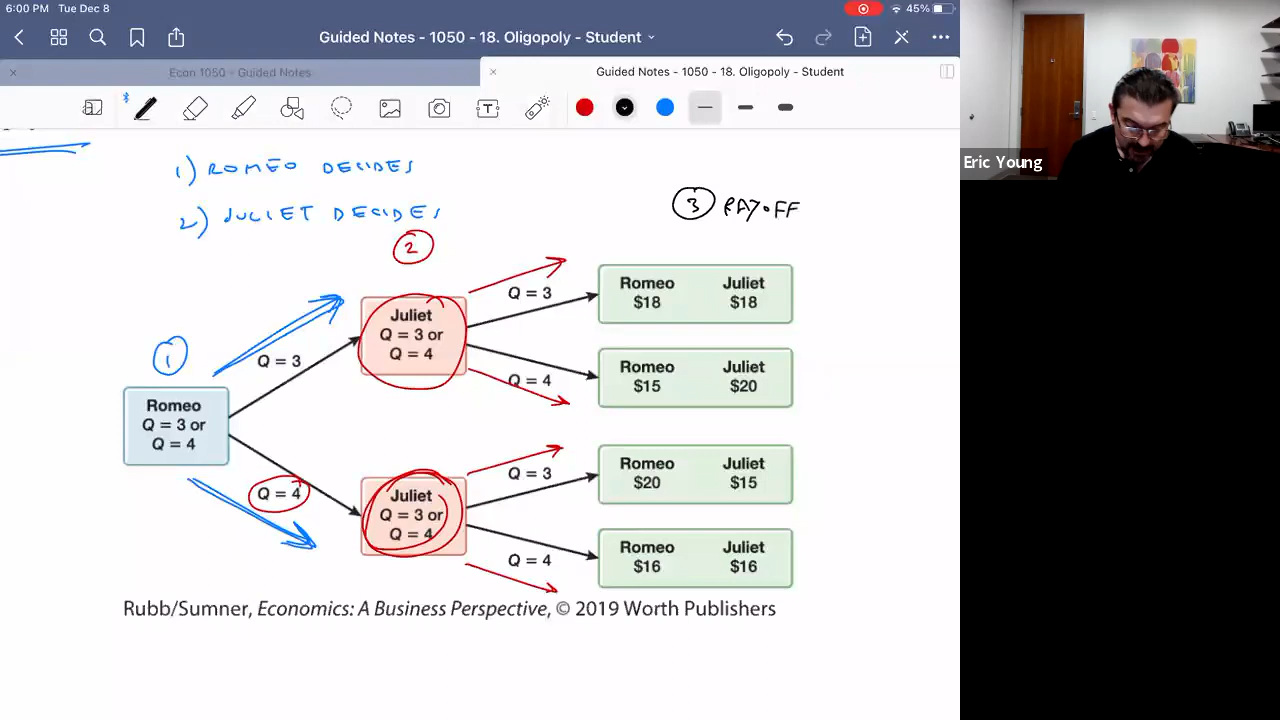 6:00 PM Tue Dec 8
45%
Guided Notes - 1050 - 18. Oligopoly - Student
Econ 1050 - Guided Notes
Guided Notes - 1050 - 18. Oligopoly - Student
Eric Young
1) ROMEO DECIDES
2) JULIET DECIDES
3 PAYOFF
2
1
Romeo
Q = 3 or
Q = 4
Q = 3
Q = 4
Juliet
Q = 3 or
Q = 4
Q = 3
Q = 4
Romeo Juliet
$18 $18
Romeo Juliet
$15 $20
Juliet
Q = 3 or
Q = 4
Q = 3
Q = 4
Romeo Juliet
$20 $15
Romeo Juliet
$16 $16
Rubb/Sumner, Economics: A Business Perspective, © 2019 Worth Publishers